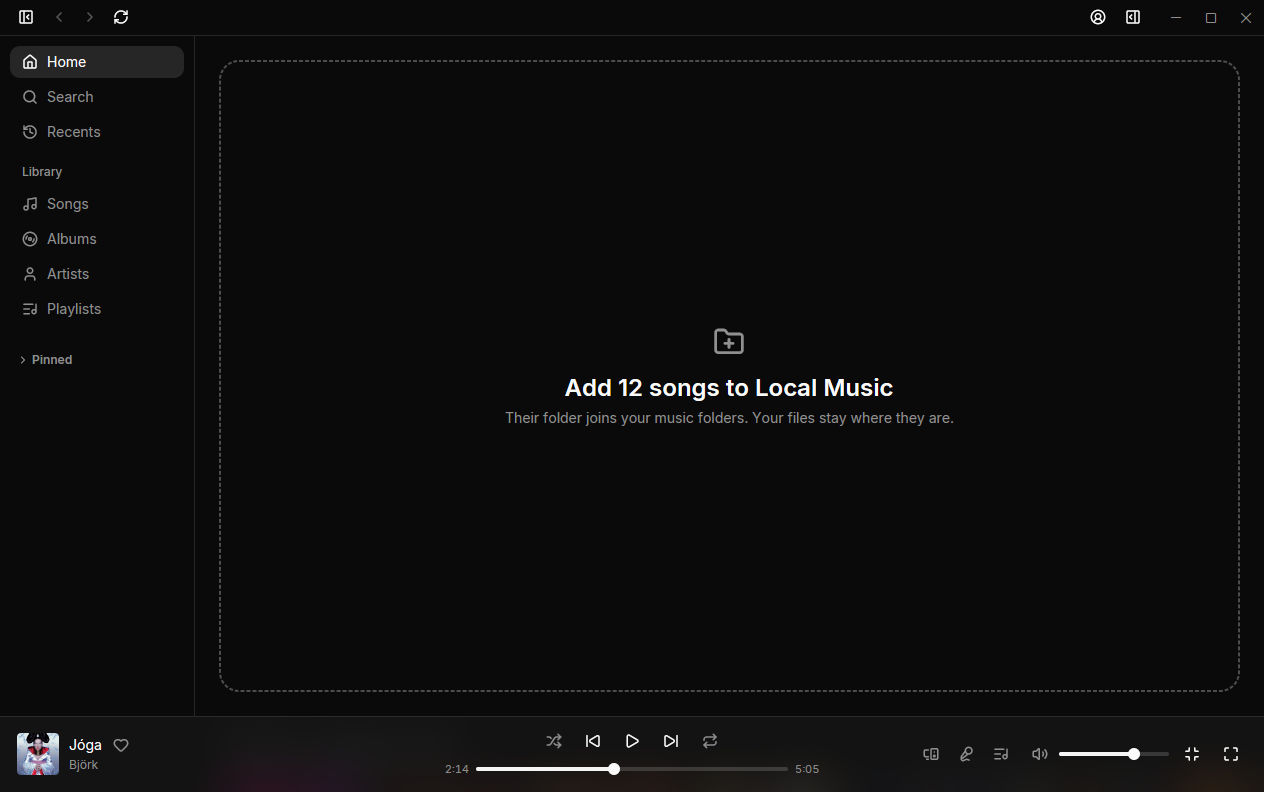 Home
Search
Recents
Library
Songs
Albums
Artists
Playlists
Pinned
Add 12 songs to Local Music
Their folder joins your music folders. Your files stay where they are.
Jóga
Björk
2:14
5:05